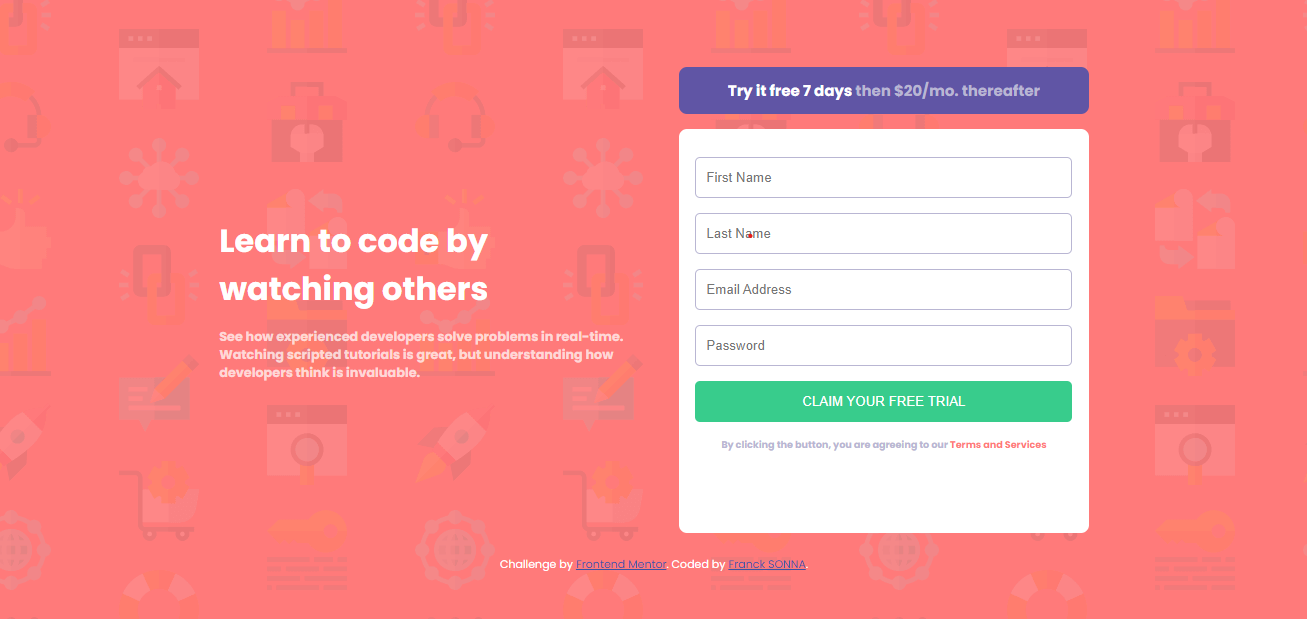 Try it free 7 days then $20/mo. thereafter
First Name
Last Name
Email Address
Password
CLAIM YOUR FREE TRIAL
By clicking the button, you are agreeing to our Terms and Services
Learn to code by
watching others
See how experienced developers solve problems in real-time.
Watching scripted tutorials is great, but understanding how
developers think is invaluable.
Challenge by Frontend Mentor. Coded by Franck SONNA.